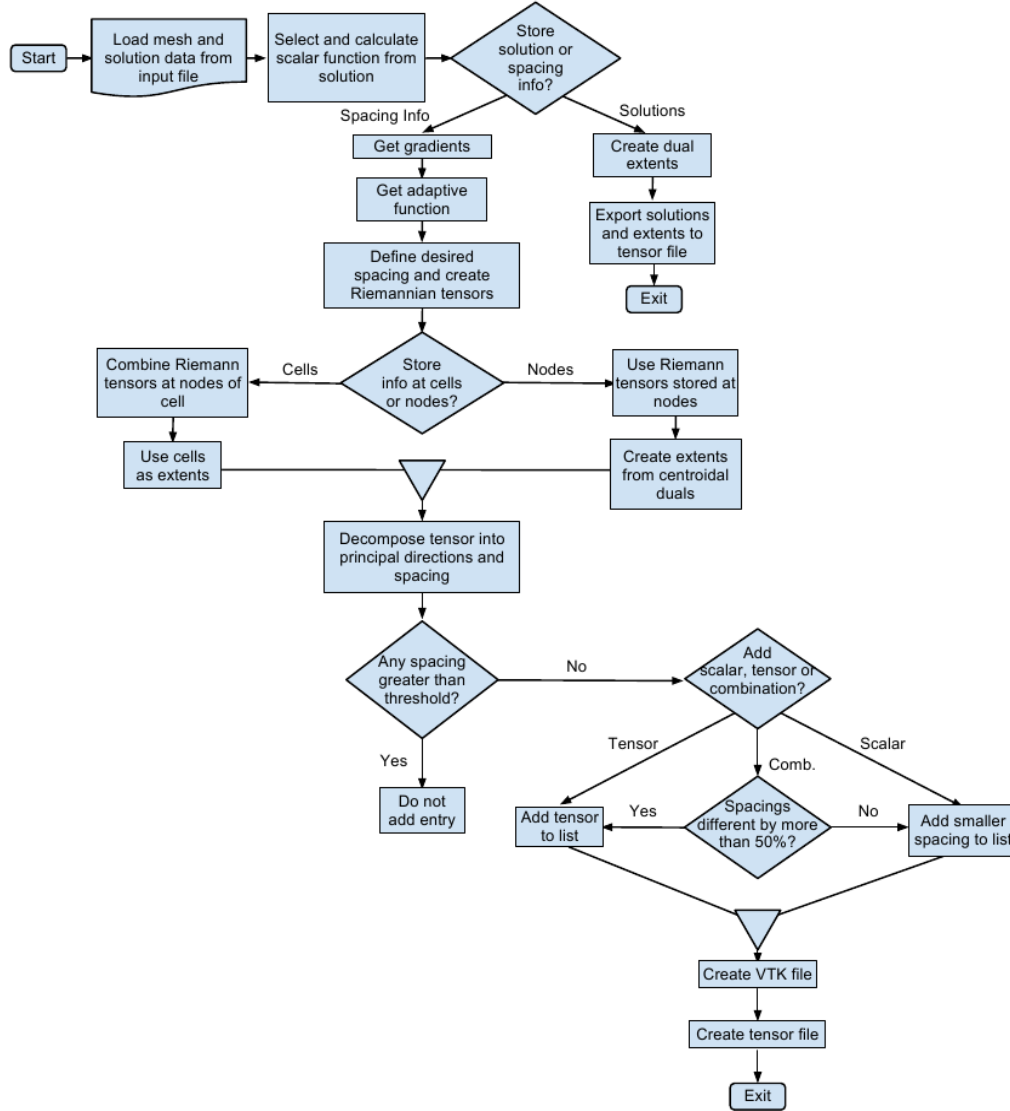 Start
Load mesh and
solution data from
input file
Select and calculate
scalar function from
solution
Store
solution or
spacing
info?
Spacing Info
Solutions
Get gradients
Create dual
extents
Get adaptive
function
Export solutions
and extents to
tensor file
Define desired
spacing and create
Riemannian tensors
Exit
Combine Riemann
tensors at nodes of
cell
Cells
Store
info at cells
or nodes?
Nodes
Use Riemann
tensors stored at
nodes
Use cells
as extents
Create extents
from centroidal
duals
Decompose tensor into
principal directions and
spacing
Any spacing
greater than
threshold?
No
Add
scalar, tensor or
combination?
Yes
Do not
add entry
Tensor
Comb.
Scalar
Add tensor
to list
Yes
Spacings
different by more
than 50%?
No
Add smaller
spacing to list
Create VTK file
Create tensor file
Exit